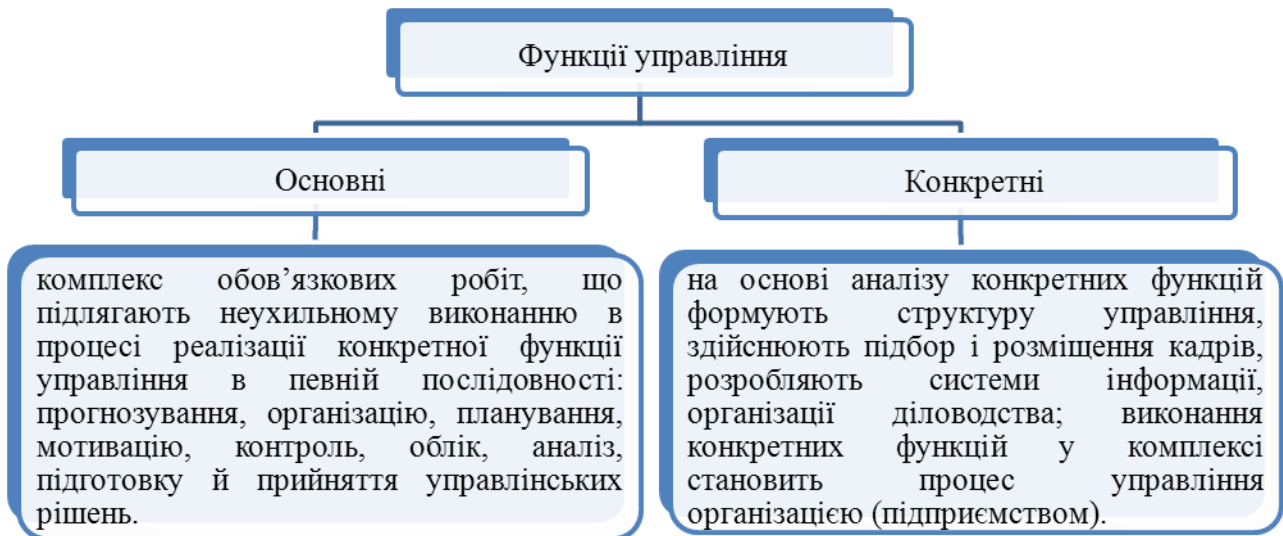 Функції управління
Основні
Конкретні
комплекс обов’язкових робіт, що
підлягають неухильному виконанню в
процесі реалізації конкретної функції
управління в певній послідовності:
прогнозування, організацію, планування,
мотивацію, контроль, облік, аналіз,
підготовку й прийняття управлінських
рішень.
на основі аналізу конкретних функцій
формують структуру управління,
здійснюють підбор і розміщення кадрів,
розробляють системи інформації,
організації діловодства; виконання
конкретних функцій у комплексі
становить процес управління
організацією (підприємством).